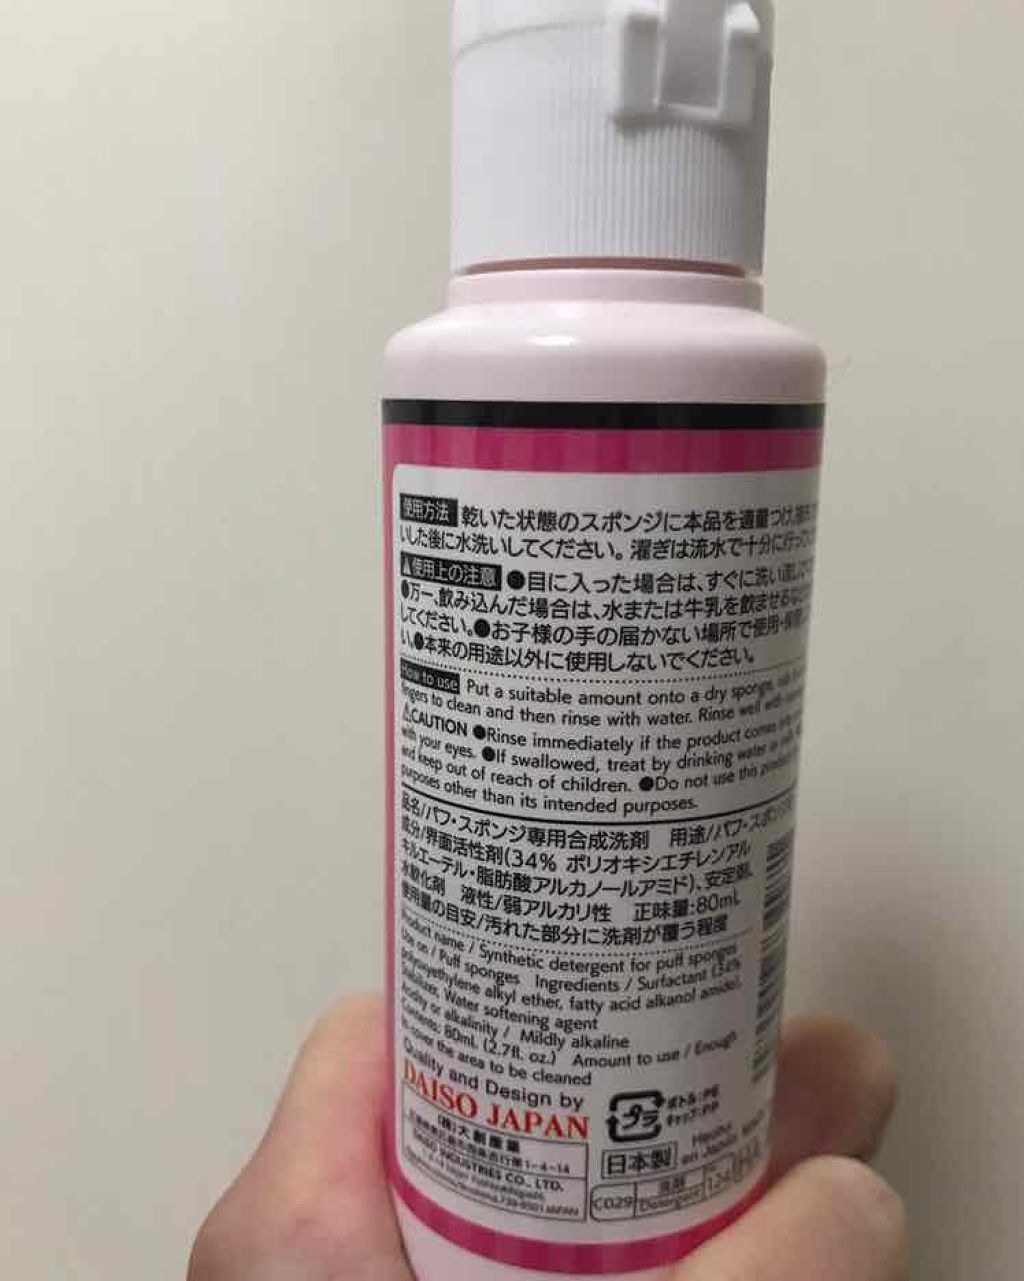 使用方法 乾いた状態のスポンジに本品を適量つけ、
いした後に水洗いしてください。濯ぎは流水で十分に行って
⚠使用上の注意 ●目に入った場合は、すぐに洗い流して
●万一、飲み込んだ場合は、水または牛乳を飲ませるなど
してください。●お子様の手の届かない場所で使用・保管
い。●本来の用途以外に使用しないでください。
How to use Put a suitable amount onto a dry sponge,
fingers to clean and then rinse with water. Rinse well with
⚠CAUTION ●Rinse immediately if the product comes
with your eyes. ●If swallowed, treat by drinking water or
and keep out of reach of children. ●Do not use this product
purposes other than its intended purposes.
品名/パフ・スポンジ専用合成洗剤 用途/パフ・スポンジ
成分/界面活性剤(34% ポリオキシエチレンアル
キルエーテル・脂肪酸アルカノールアミド)、安定剤、
水軟化剤 液性/弱アルカリ性 正味量:80mL
使用量の目安/汚れた部分に洗剤が覆う程度
Product name / Synthetic detergent for puff sponges
Use on / Puff sponges Ingredients / Surfactant (34%
polyoxyethylene alkyl ether, fatty acid alkanol amide),
Stabilizer, Water softening agent
Acidity or alkalinity / Mildly alkaline
Contents: 80mL (2.7fl. oz.) Amount to use / Enough
to cover the area to be cleaned
Quality and Design by
DAISO JAPAN
(株)大創産業
1-4-14
DAISO INDUSTRIES CO., LTD.
739-8501 JAPAN
プラ
ボトル:PE
キャップ:PP
日本製
C029
洗剤
Detergent